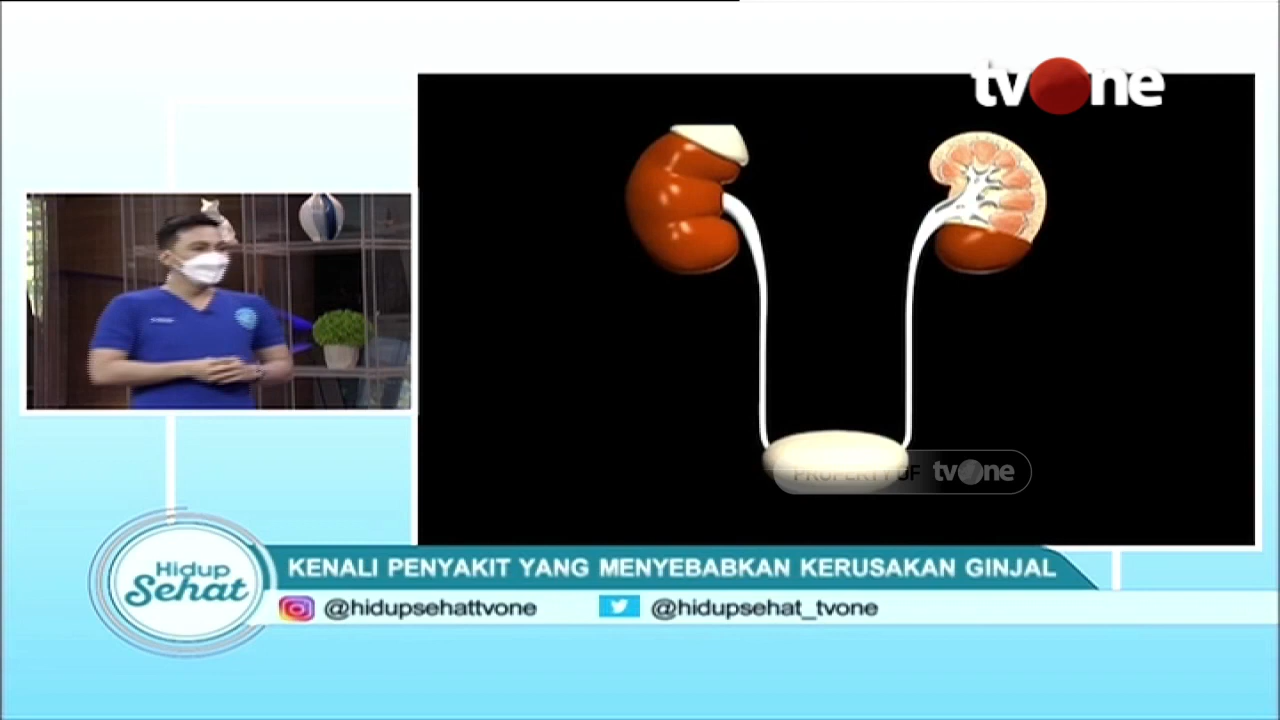 tvOne
PROPERTY OF tvOne
Hidup
Sehat
KENALI PENYAKIT YANG MENYEBABKAN KERUSAKAN GINJAL
@hidupsehattvone @hidupsehat_tvone